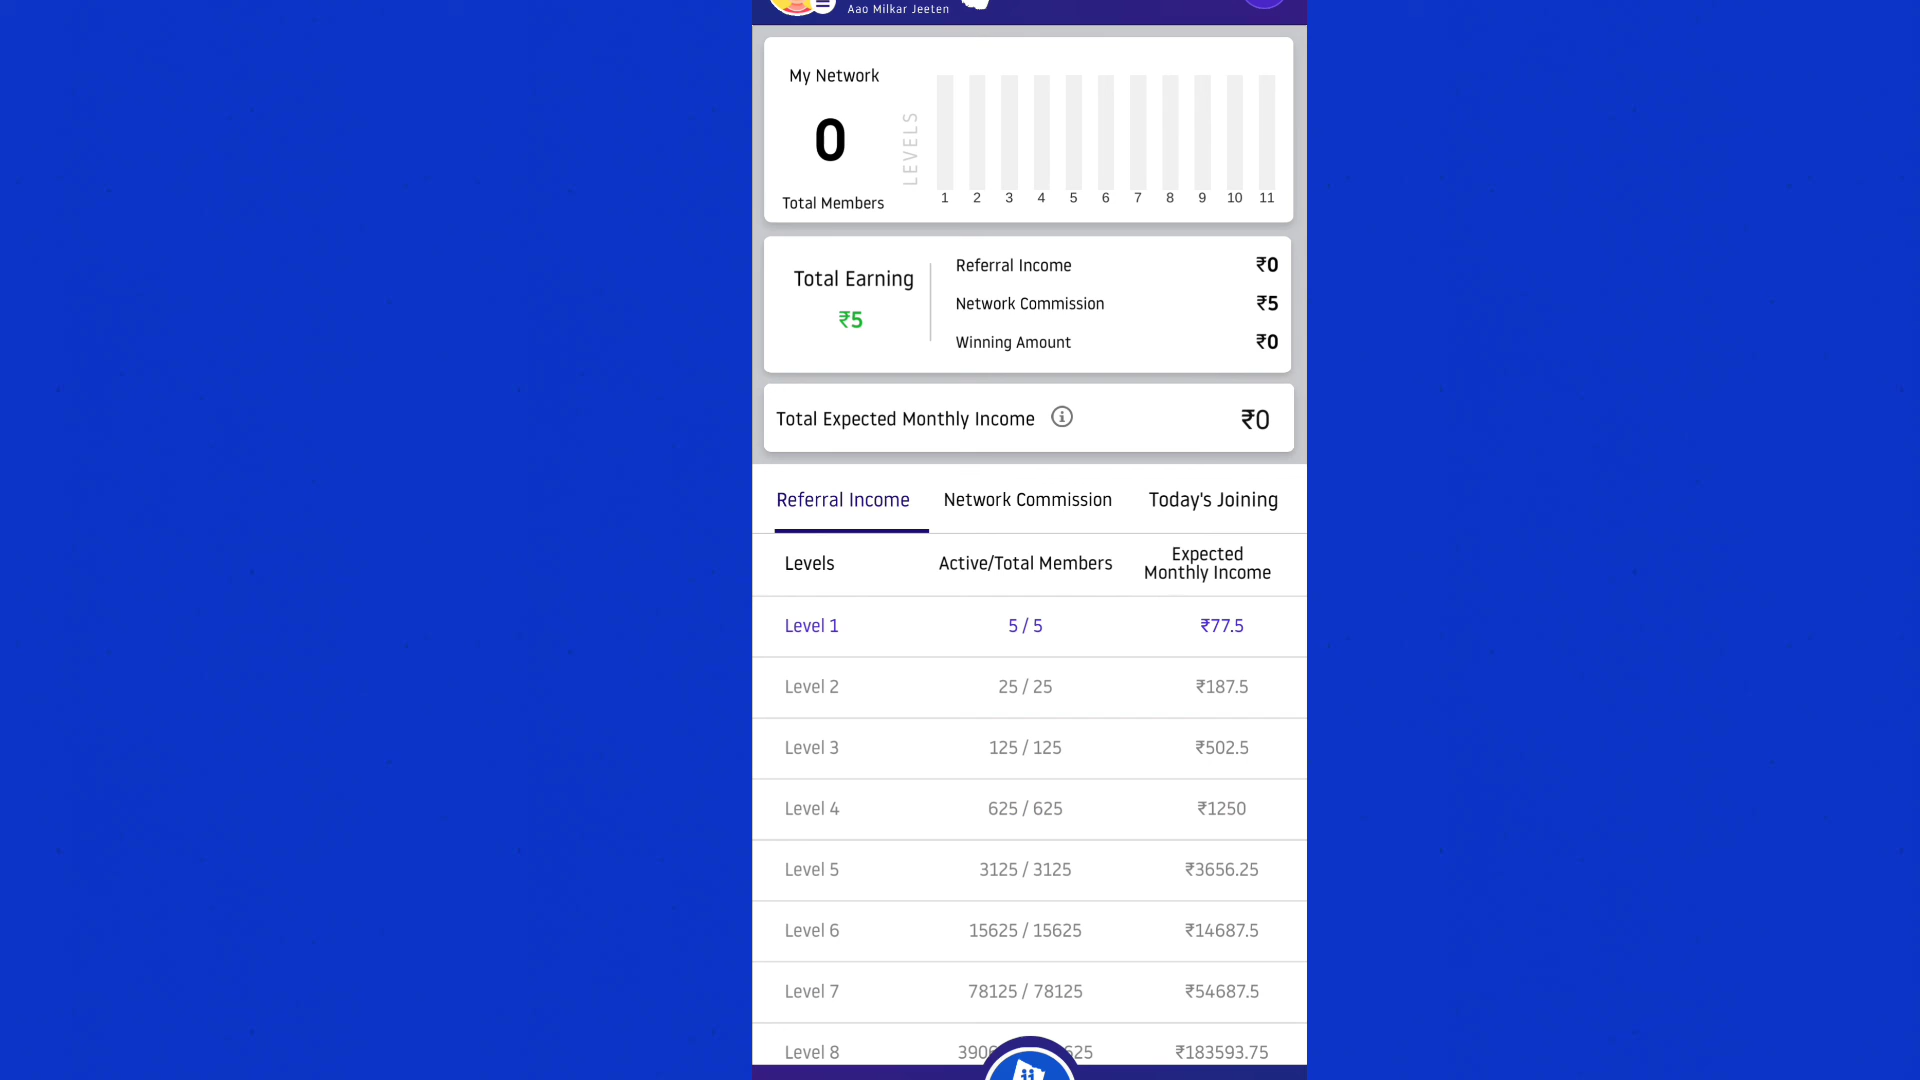 Aao Milkar Jeeten
My Network
0
Total Members
LEVELS
1 2 3 4 5 6 7 8 9 10 11
Total Earning
₹5
Referral Income ₹0
Network Commission ₹5
Winning Amount ₹0
Total Expected Monthly Income ₹0
Referral Income Network Commission Today's Joining
Levels Active/Total Members Expected
Monthly Income
Level 1 5 / 5 ₹77.5
Level 2 25 / 25 ₹187.5
Level 3 125 / 125 ₹502.5
Level 4 625 / 625 ₹1250
Level 5 3125 / 3125 ₹3656.25
Level 6 15625 / 15625 ₹14687.5
Level 7 78125 / 78125 ₹54687.5
Level 8 ₹183593.75